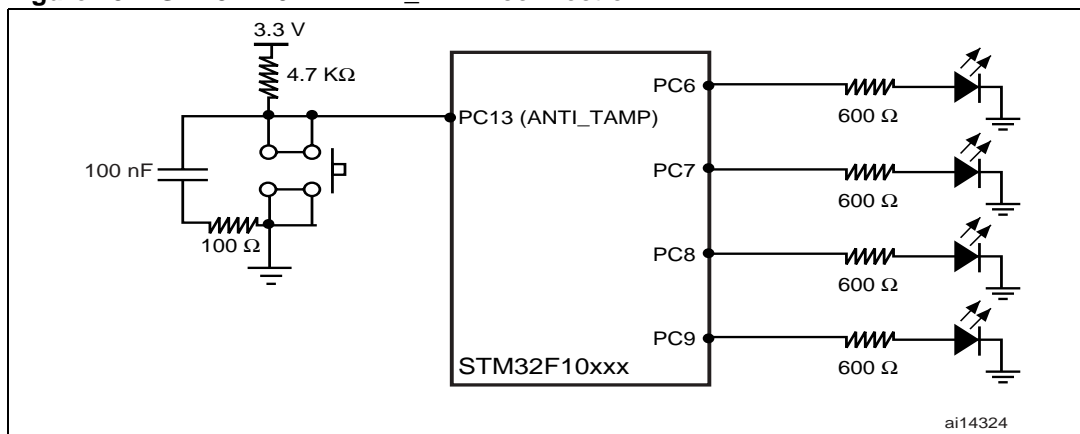 3.3 V
4.7 KΩ
100 nF
100 Ω
PC13 (ANTI_TAMP)
STM32F10xxx
PC6
600 Ω
PC7
600 Ω
PC8
600 Ω
PC9
600 Ω
ai14324